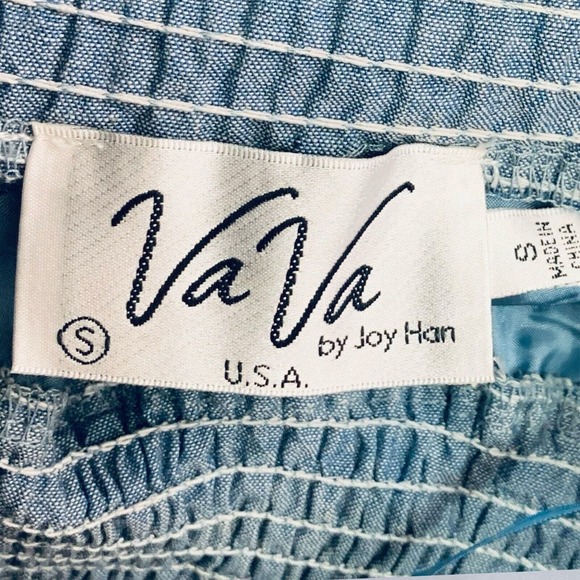 Va Va
by Joy Han
S
U.S.A.
S
MADE IN
CHINA